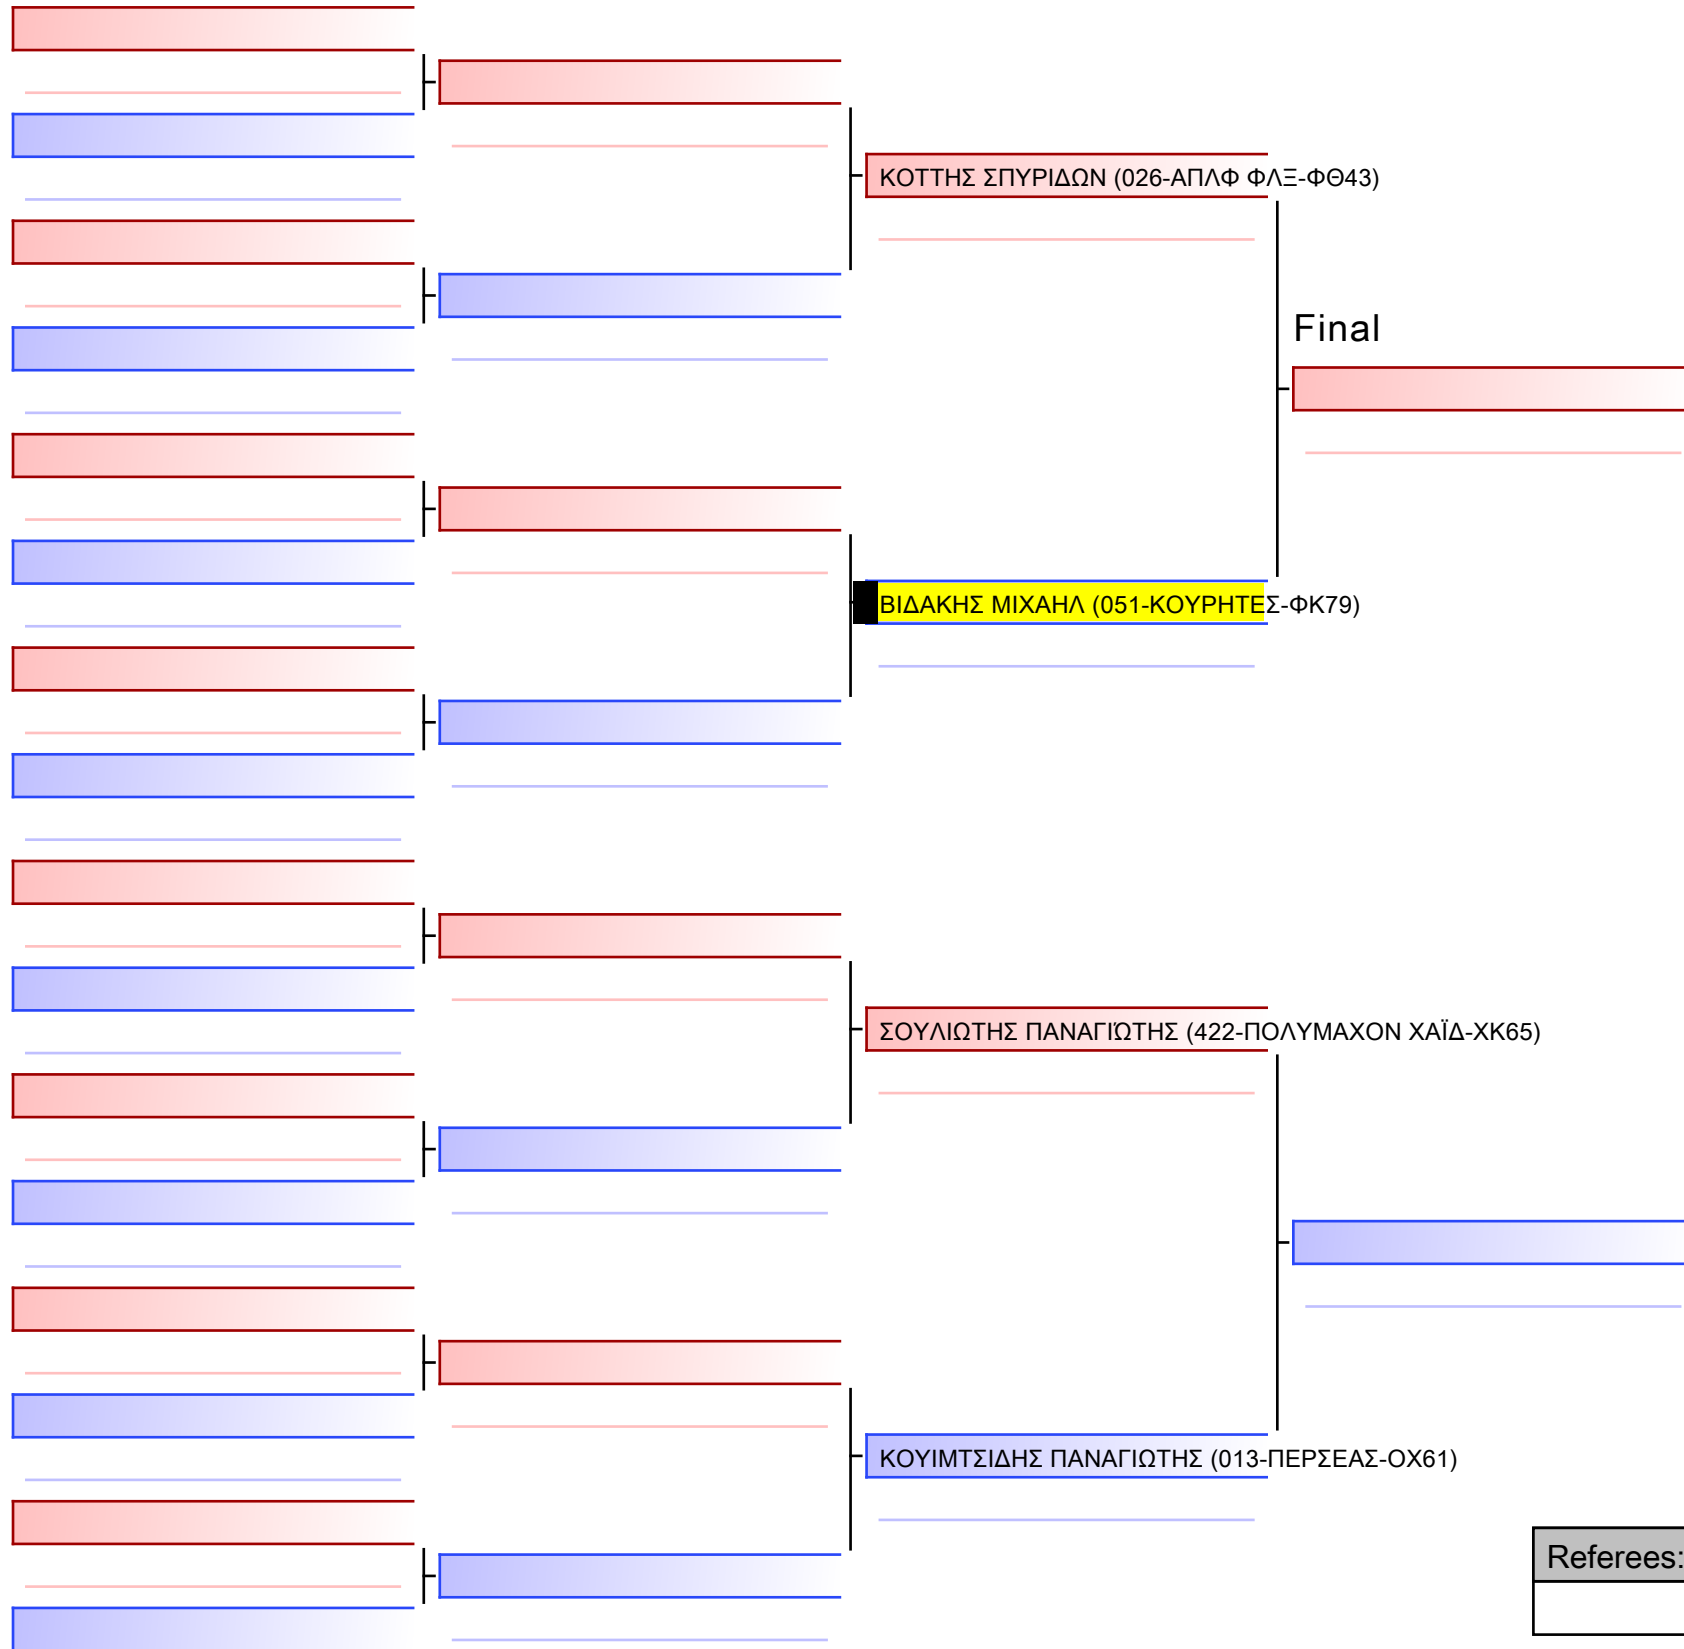 ΚΟΤΤΗΣ ΣΠΥΡΙΔΩΝ (026-ΑΠΛΦ ΦΛΞ-ΦΘ43)
Final
ΒΙΔΑΚΗΣ ΜΙΧΑΗΛ (051-ΚΟΥΡΗΤΕΣ-ΦΚ79)
ΣΟΥΛΙΩΤΗΣ ΠΑΝΑΓΙΏΤΗΣ (422-ΠΟΛΥΜΑΧΟΝ ΧΑΪΔ-ΧΚ65)
ΚΟΥΙΜΤΣΙΔΗΣ ΠΑΝΑΓΙΩΤΗΣ (013-ΠΕΡΣΕΑΣ-ΟΧ61)
Referees: